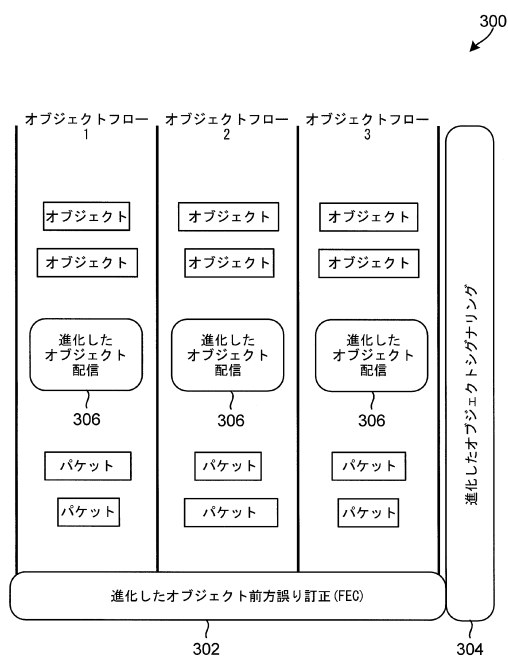 300
オブジェクトフロー
1
オブジェクトフロー
2
オブジェクトフロー
3
オブジェクト
オブジェクト
オブジェクト
オブジェクト
オブジェクト
オブジェクト
進化した
オブジェクト
配信
進化した
オブジェクト
配信
進化した
オブジェクト
配信
306
306
306
パケット
パケット
パケット
パケット
パケット
パケット
進化したオブジェクト前方誤り訂正(FEC)
302
進化したオブジェクトシグナリング
304